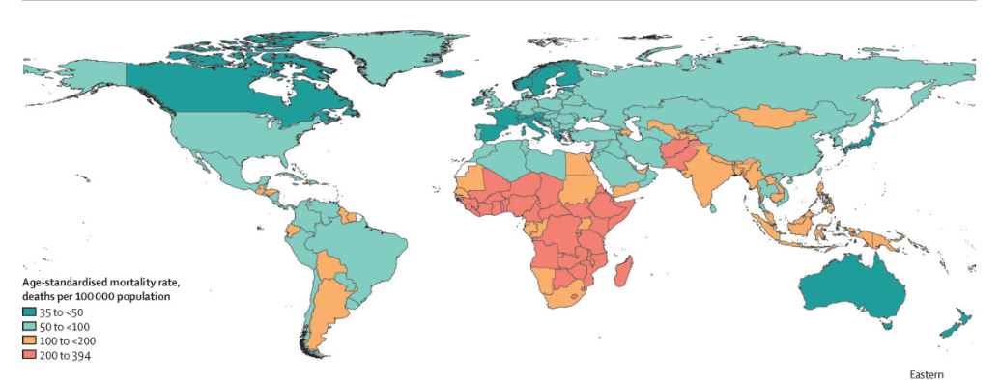 Age-standardised mortality rate,
deaths per 100 000 population
35 to <50
50 to <100
100 to <200
200 to 394
Eastern